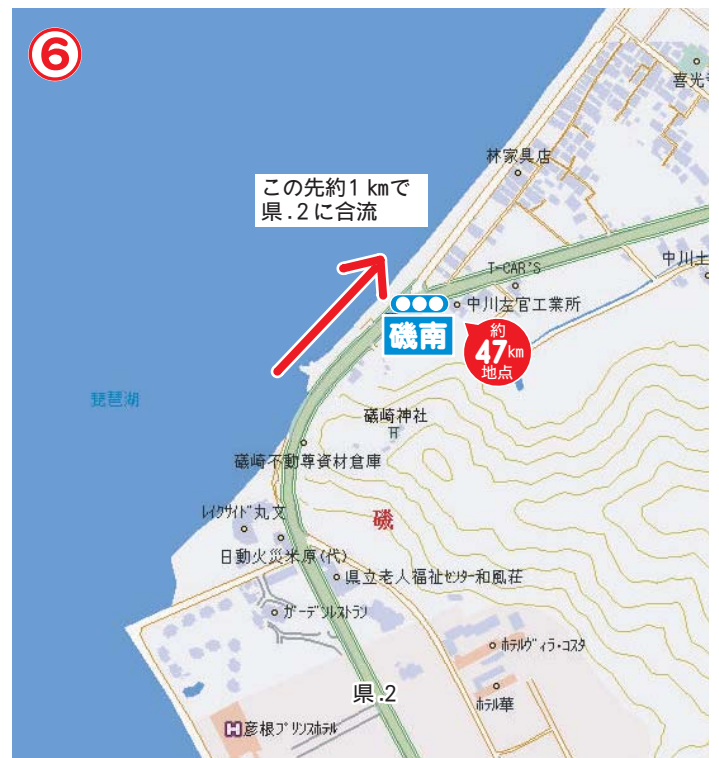 ⑥
喜光寺
林家具店
この先約1kmで
県.2に合流
T-CAR'S
中川土
中川左官工業所
磯南
約
47km
地点
琵琶湖
礒崎神社
礒崎不動尊資材倉庫
磯
ﾚｲｸｻｲﾄﾞ丸文
日動火災米原(代)
県立老人福祉ｾﾝﾀｰ和風荘
ｶﾞｰﾃﾞﾝﾚｽﾄﾗﾝ
ﾎﾃﾙｳﾞｨﾗ･ｺｽﾀ
県.2
ﾎﾃﾙ華
H彦根ﾌﾟﾘﾝｽﾎﾃﾙ